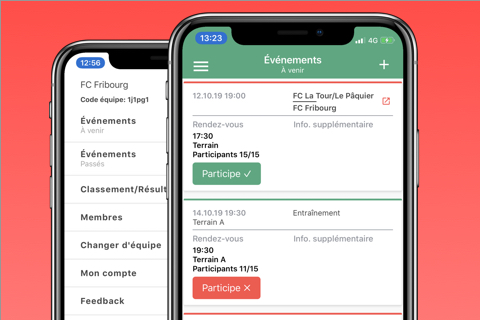 12:56
FC Fribourg
Code équipe: 1j1pg1
Événements
À venir
Événements
Passés
Classement/Résult
Membres
Changer d'équipe
Mon compte
Feedback
13:23
4G
Événements
À venir
12.10.19 19:00
FC La Tour/Le Pâquier
FC Fribourg
Rendez-vous
Info. supplémentaire
17:30
Terrain
Participants 15/15
Participe ✓
14.10.19 19:30
Entraînement
Terrain A
Rendez-vous
Info. supplémentaire
19:30
Terrain A
Participants 11/15
Participe ×